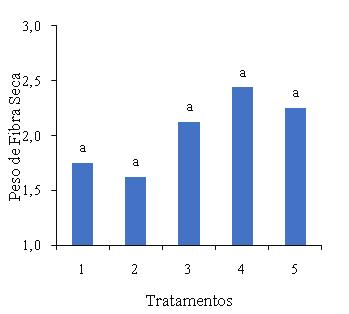 3,0
2,5
2,0
1,5
1,0
Peso de Fibra Seca
a
a
a
a
a
1
2
3
4
5
Tratamentos